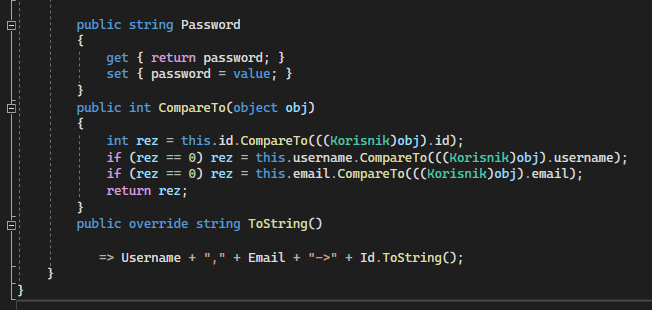 public string Password
{
get { return password; }
set { password = value; }
}
public int CompareTo(object obj)
{
int rez = this.id.CompareTo(((Korisnik)obj).id);
if (rez == 0) rez = this.username.CompareTo(((Korisnik)obj).username);
if (rez == 0) rez = this.email.CompareTo(((Korisnik)obj).email);
return rez;
}
public override string ToString()
=> Username + "," + Email + "->" + Id.ToString();
}
}